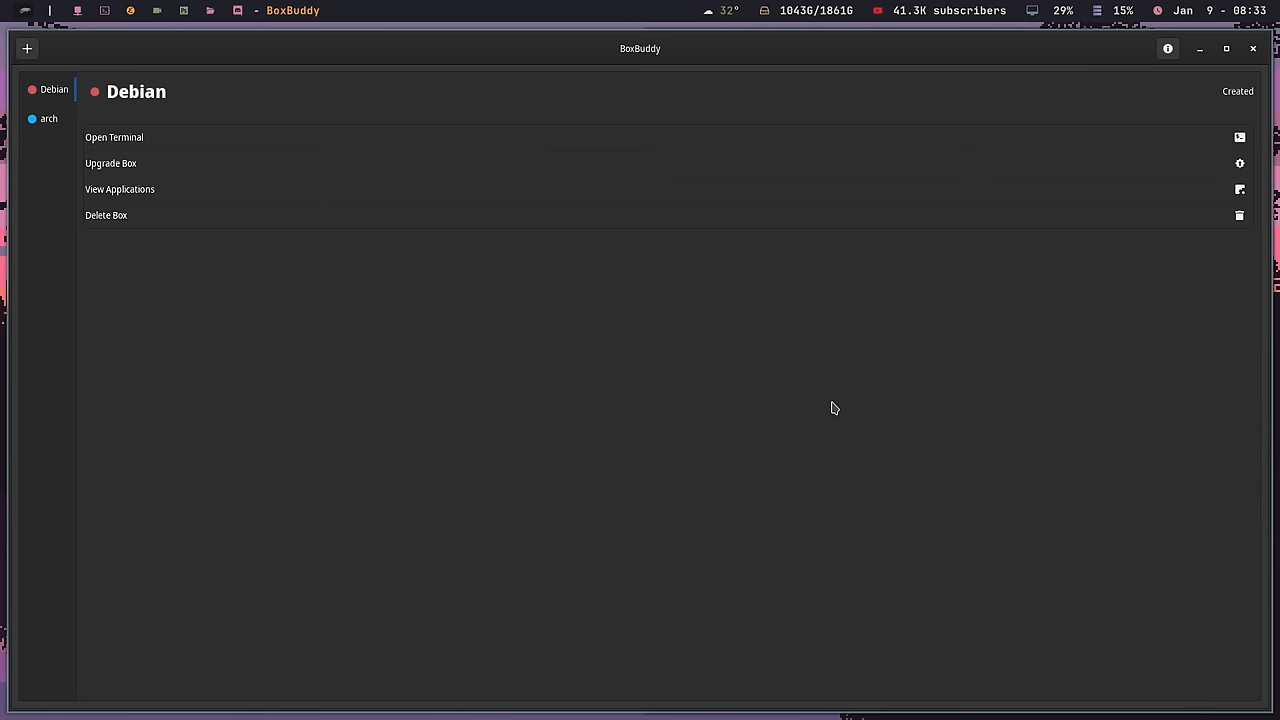 | - BoxBuddy 32° 1043G/1861G 41.3K subscribers 29% 15% Jan 9 - 08:33
BoxBuddy
Debian
arch
Debian
Created
Open Terminal
Upgrade Box
View Applications
Delete Box